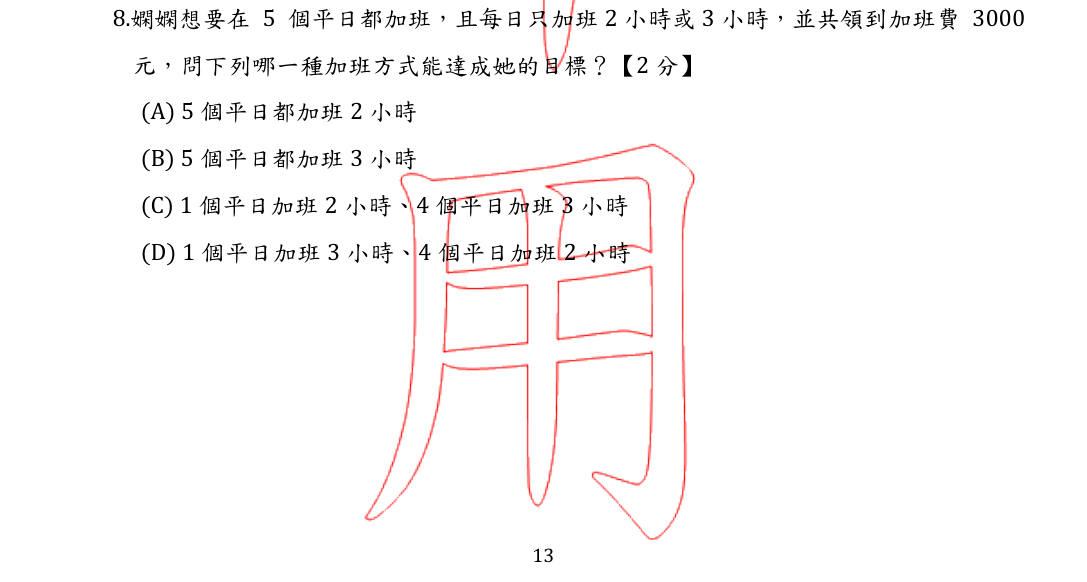 8.嫻嫻想要在 5 個平日都加班，且每日只加班 2 小時或 3 小時，並共領到加班費 3000
元，問下列哪一種加班方式能達成她的目標？【2 分】
(A) 5 個平日都加班 2 小時
(B) 5 個平日都加班 3 小時
(C) 1 個平日加班 2 小時、4 個平日加班 3 小時
(D) 1 個平日加班 3 小時、4 個平日加班 2 小時
用
13